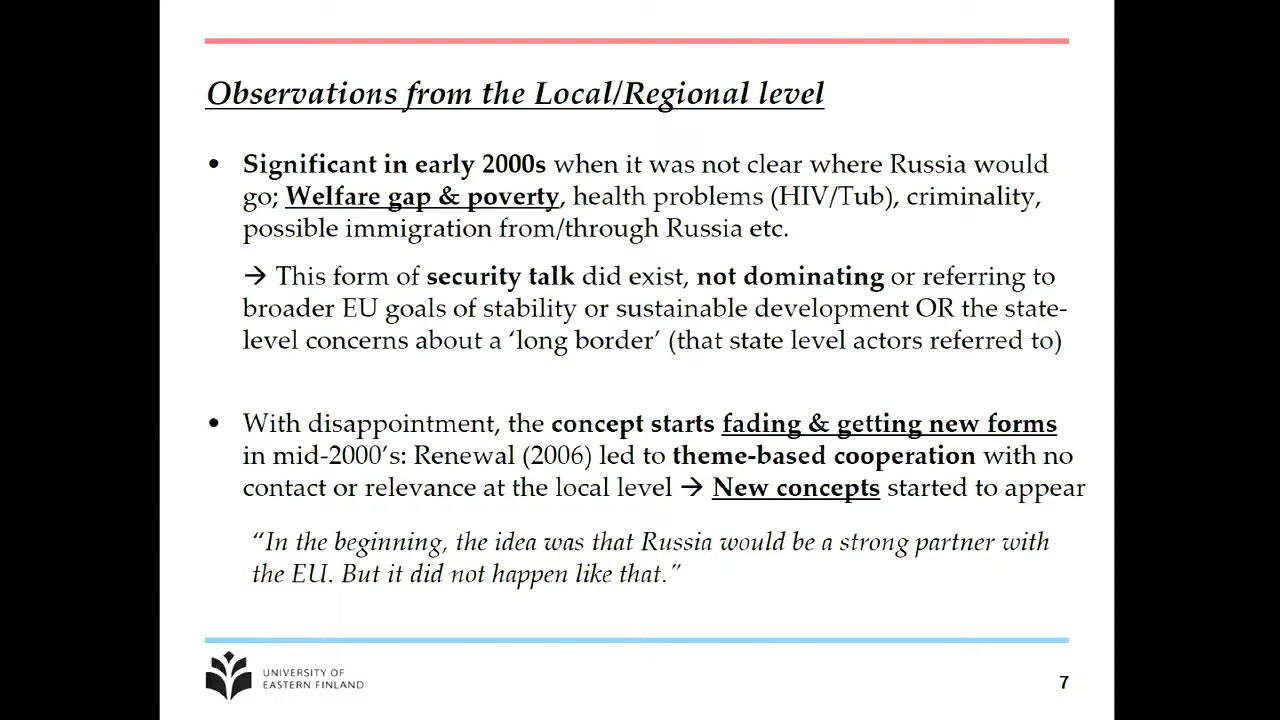 Observations from the Local/Regional level
• Significant in early 2000s when it was not clear where Russia would
go; Welfare gap & poverty, health problems (HIV/Tub), criminality,
possible immigration from/through Russia etc.
→ This form of security talk did exist, not dominating or referring to
broader EU goals of stability or sustainable development OR the state-
level concerns about a ‘long border’ (that state level actors referred to)
• With disappointment, the concept starts fading & getting new forms
in mid-2000’s: Renewal (2006) led to theme-based cooperation with no
contact or relevance at the local level → New concepts started to appear
“In the beginning, the idea was that Russia would be a strong partner with
the EU. But it did not happen like that.”
UNIVERSITY OF
EASTERN FINLAND
7